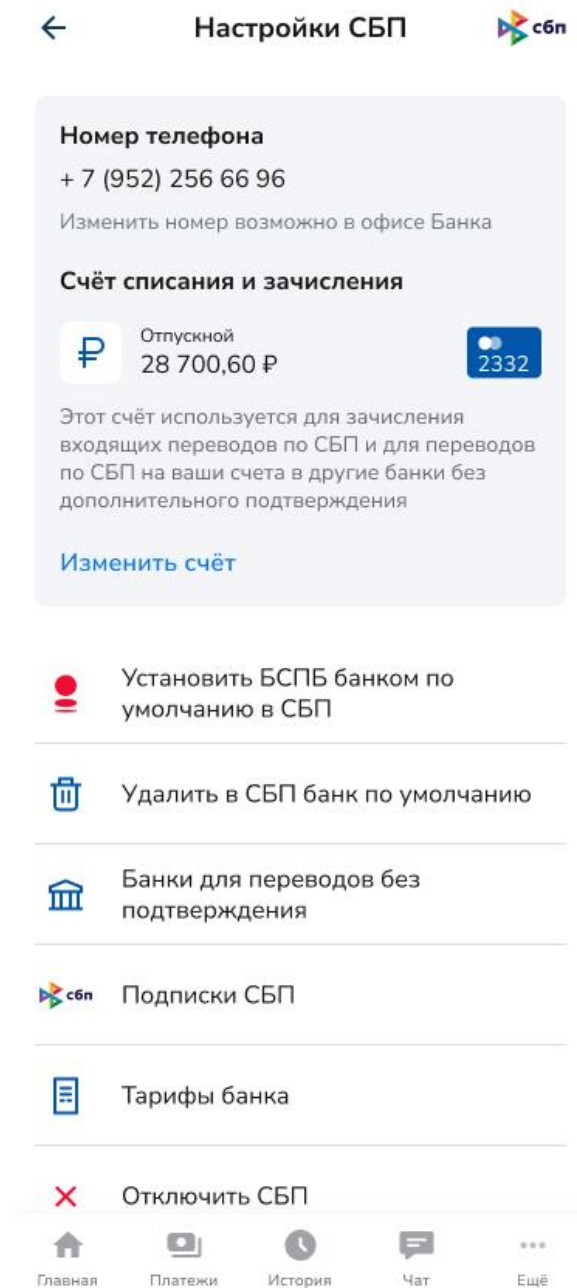 Настройки СБП
сбп
Номер телефона
+ 7 (952) 256 66 96
Изменить номер возможно в офисе Банка
Счёт списания и зачисления
Отпускной
28 700,60 ₽
2332
Этот счёт используется для зачисления
входящих переводов по СБП и для переводов
по СБП на ваши счета в другие банки без
дополнительного подтверждения
Изменить счёт
Установить БСПБ банком по
умолчанию в СБП
Удалить в СБП банк по умолчанию
Банки для переводов без
подтверждения
сбп Подписки СБП
Тарифы банка
Отключить СБП
Главная Платежи История Чат Ещё